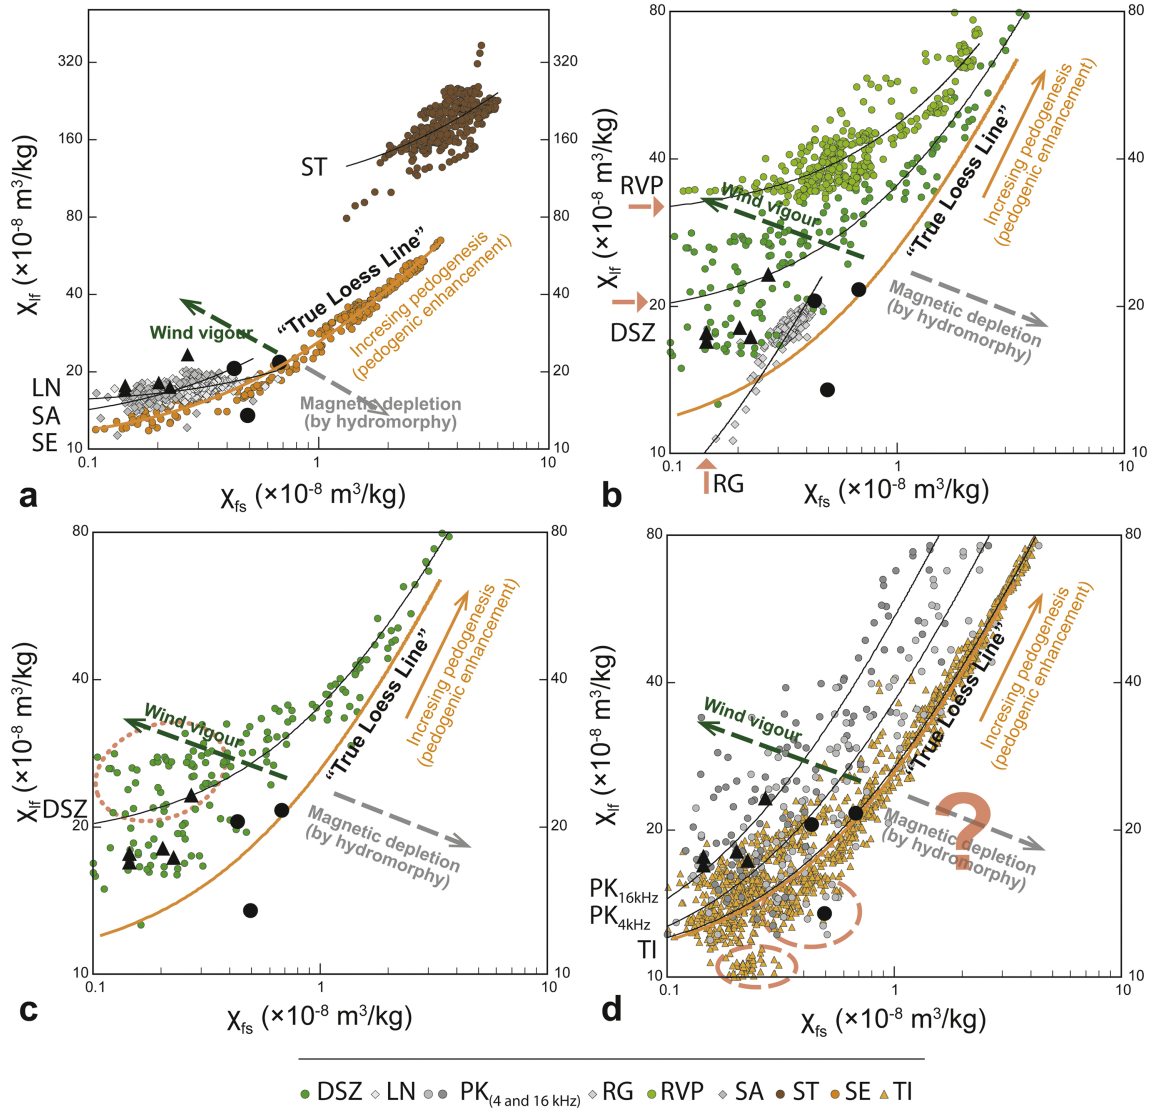 320
160
80
40
20
10
χlf (×10-8 m3/kg)
320
160
80
40
20
10
ST
"True Loess Line"
Incresing pedogenesis
(pedogenic enhancement)
Wind vigour
Magnetic depletion
(by hydromorphy)
LN
SA
SE
0.1
1
10
a
χfs (×10-8 m3/kg)
80
40
20
10
χlf (×10-8 m3/kg)
80
40
20
10
RVP
DSZ
Wind vigour
"True Loess Line"
Incresing pedogenesis
(pedogenic enhancement)
Magnetic depletion
(by hydromorphy)
0.1
1
10
RG
b
χfs (×10-8 m3/kg)
80
40
20
10
χlf (×10-8 m3/kg)
80
40
20
10
DSZ
Wind vigour
"True Loess Line"
Incresing pedogenesis
(pedogenic enhancement)
Magnetic depletion
(by hydromorphy)
0.1
1
10
c
χfs (×10-8 m3/kg)
80
40
20
10
χlf (×10-8 m3/kg)
80
40
20
10
Wind vigour
"True Loess Line"
Incresing pedogenesis
(pedogenic enhancement)
?
Magnetic depletion
(by hydromorphy)
PK16kHz
PK4kHz
TI
0.1
1
10
d
χfs (×10-8 m3/kg)
DSZ LN PK(4 and 16 kHz) RG RVP SA ST SE TI